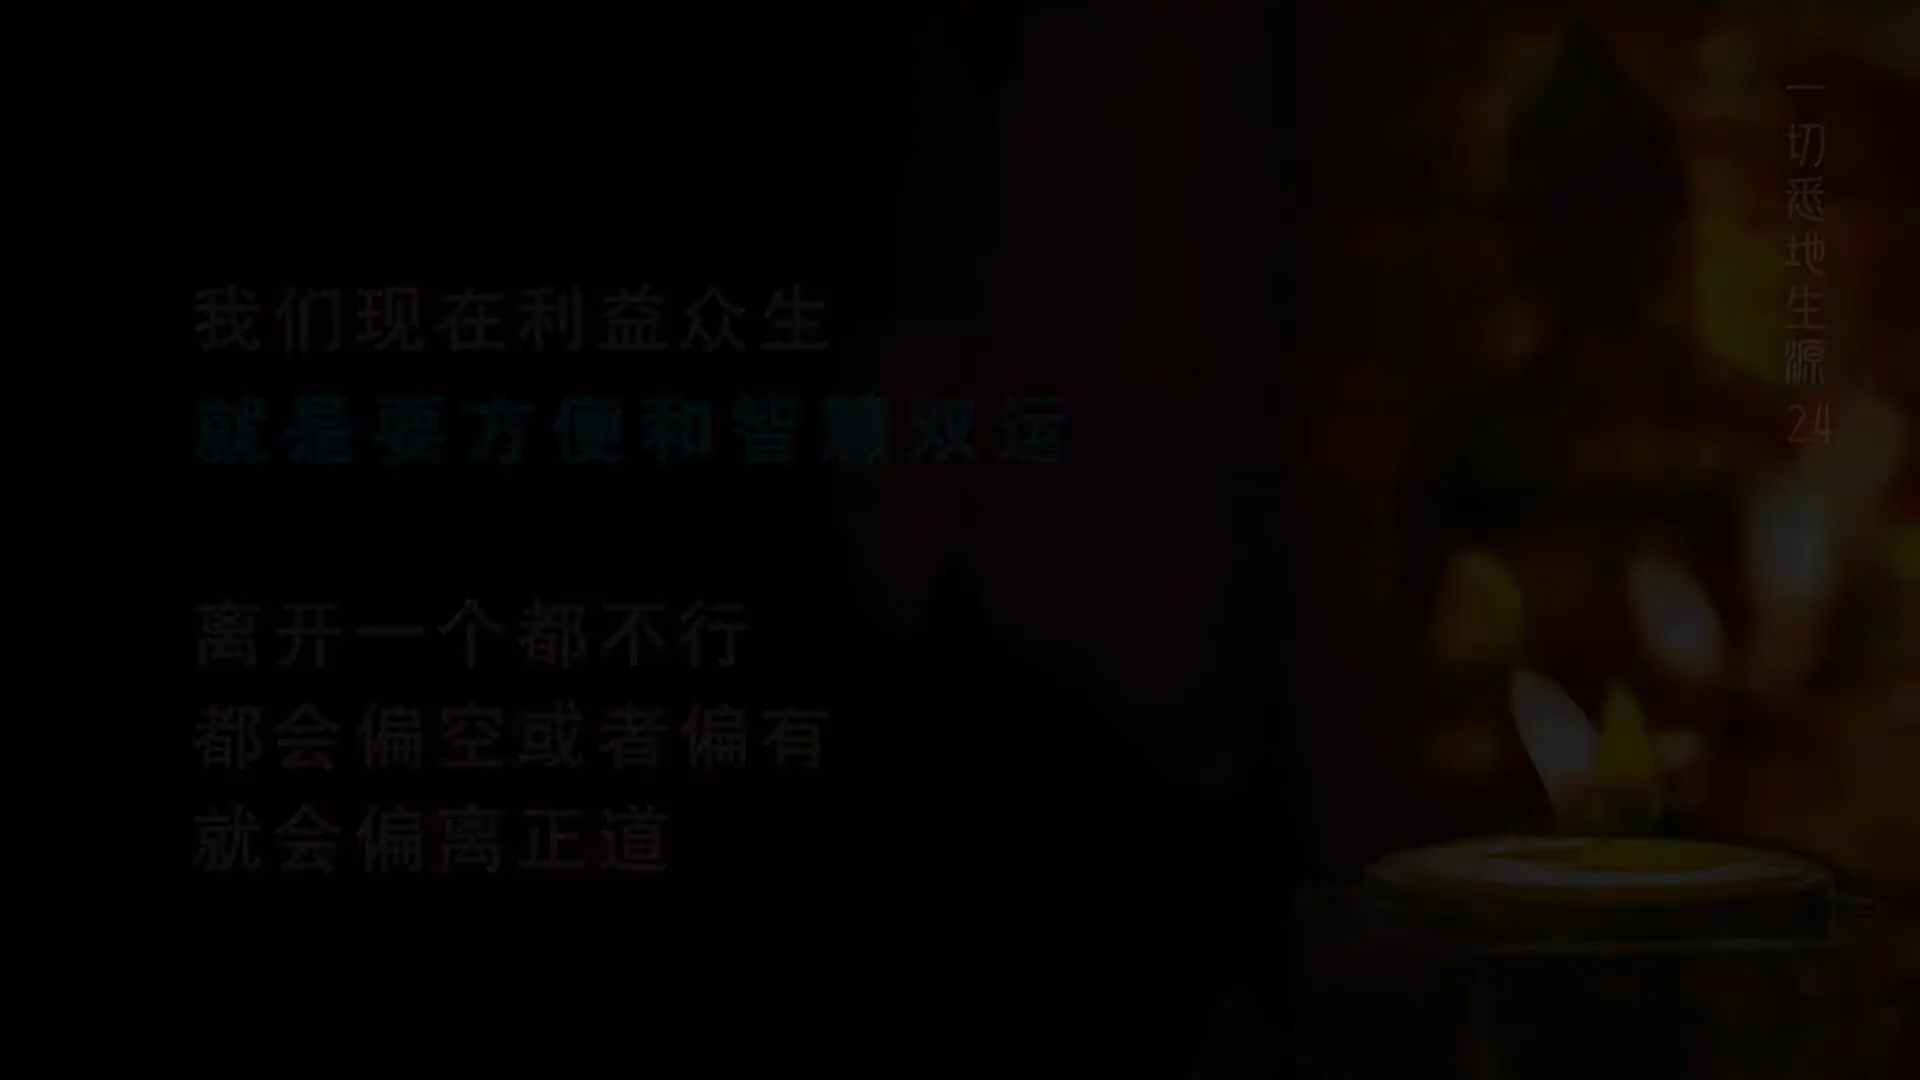 我们现在利益众生
就是要方便和智慧双运
离开一个都不行
都会偏空或者偏有
就会偏离正道
一切悉地生源24